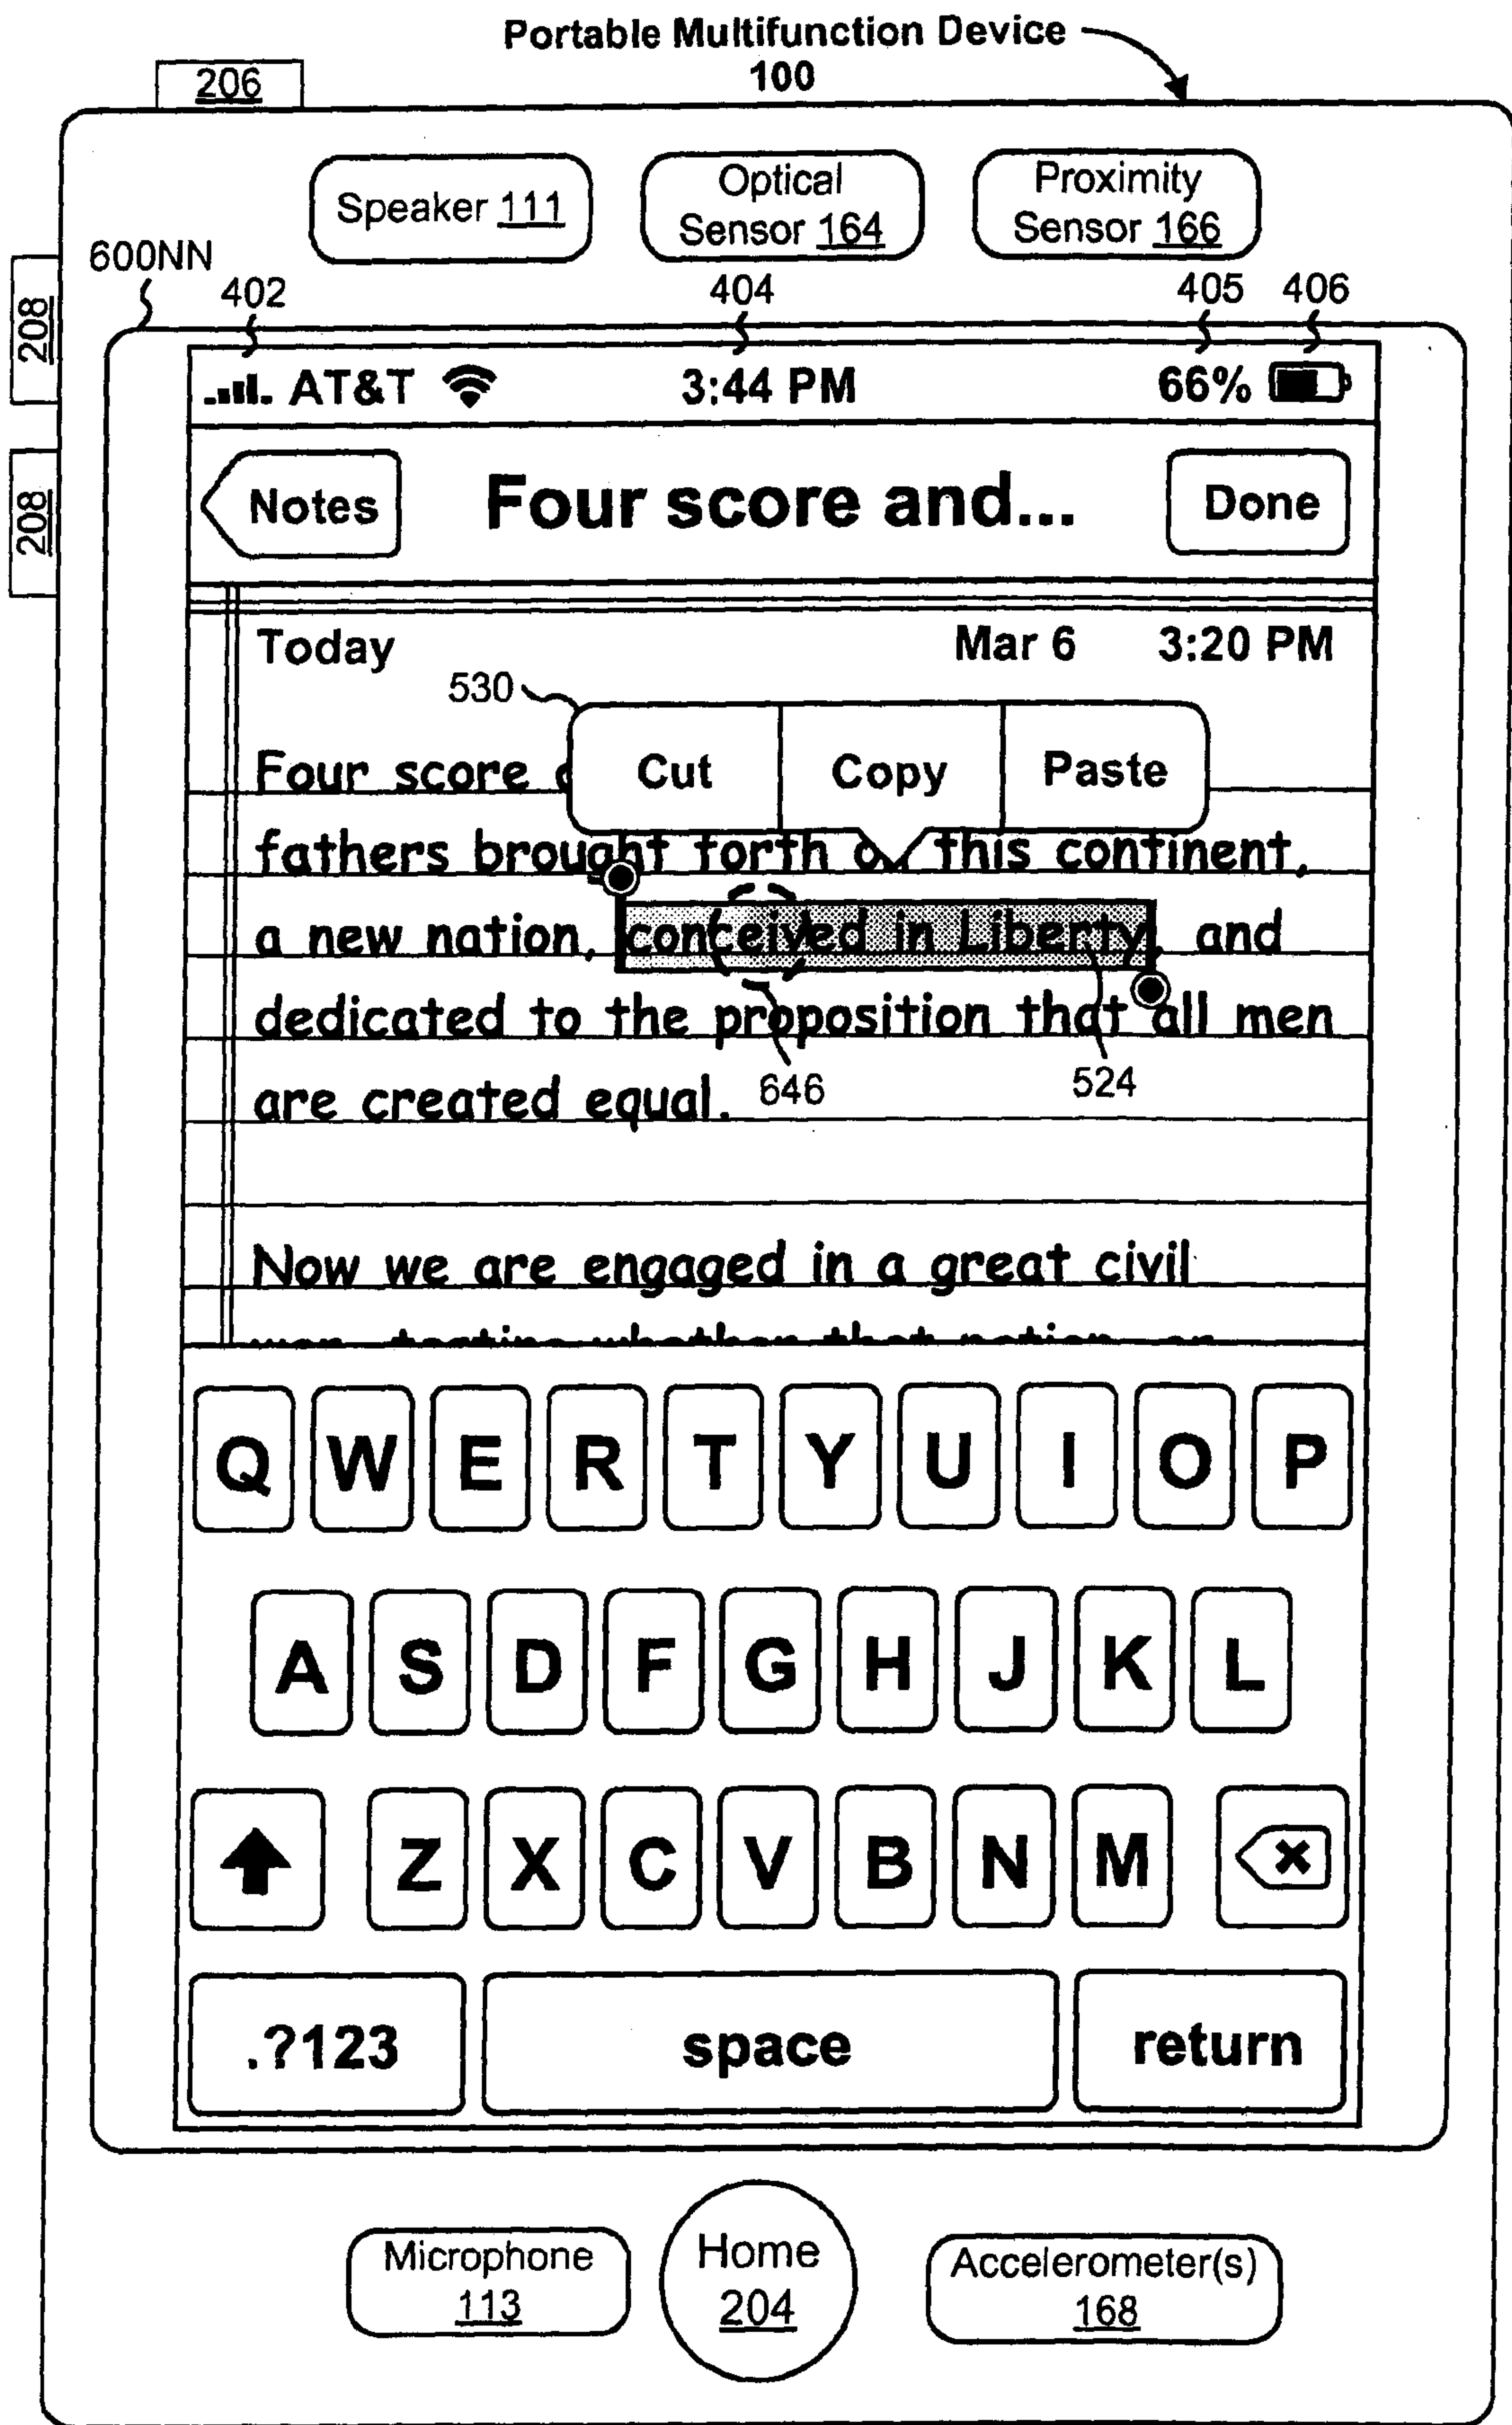 Portable Multifunction Device
100
206
Speaker 111
Optical
Sensor 164
Proximity
Sensor 166
600NN
208
208
402
404
405
406
AT&T
3:44 PM
66%
Notes
Four score and...
Done
Today
Mar 6
3:20 PM
530
Cut
Copy
Paste
Four score
fathers brought forth this continent,
a new nation, conceived in Liberty, and
dedicated to the proposition that all men
646
524
are created equal.
Now we are engaged in a great civil
Q W E R T Y U I O P
A S D F G H J K L
Z X C V B N M
.?123
space
return
Microphone
113
Home
204
Accelerometer(s)
168